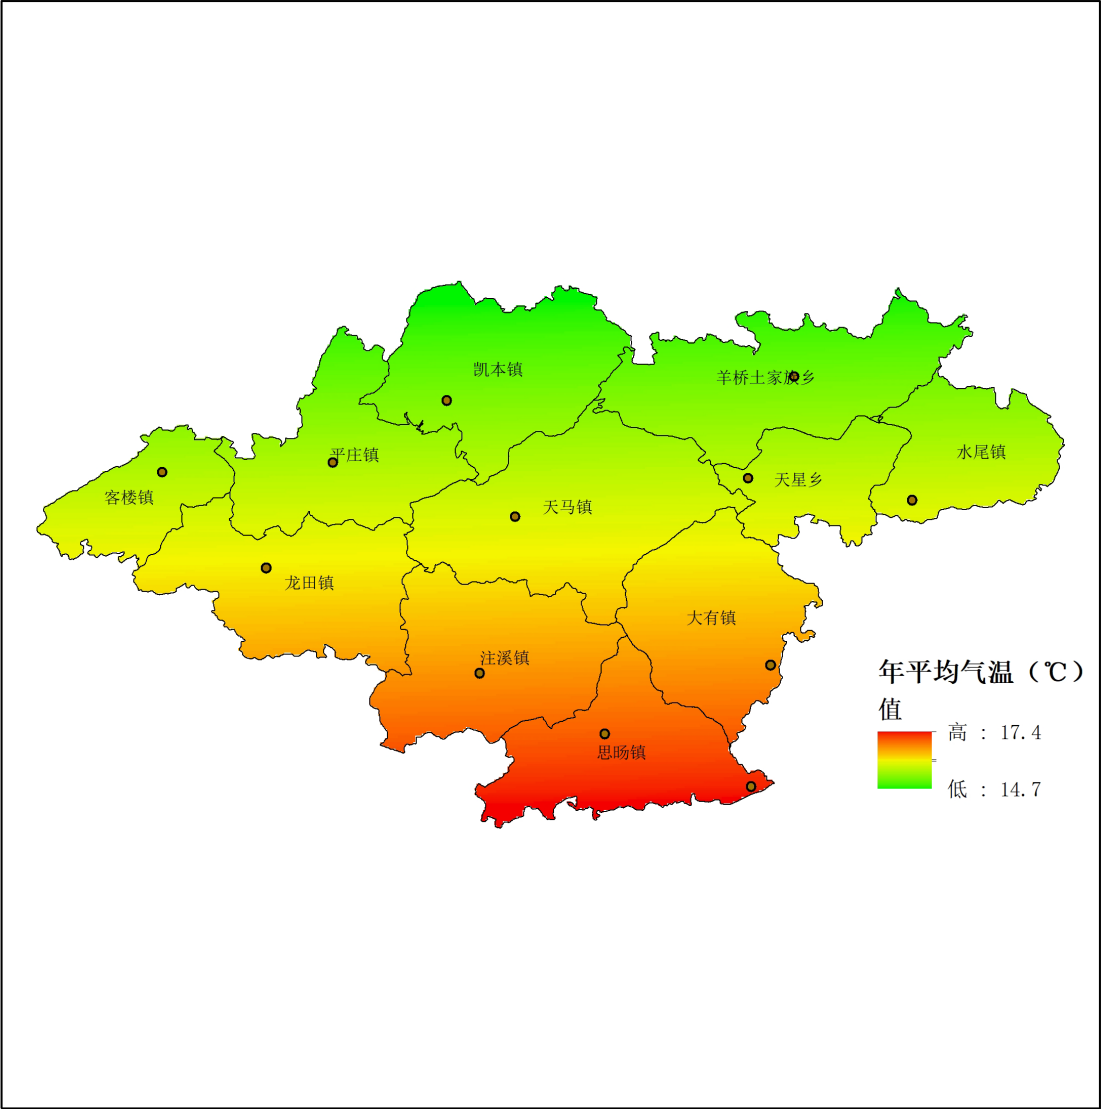 凯本镇
羊桥土家族乡
平庄镇
水尾镇
客楼镇
天星乡
天马镇
龙田镇
大有镇
注溪镇
思旸镇
年平均气温（℃）
值
高 : 17.4
低 : 14.7